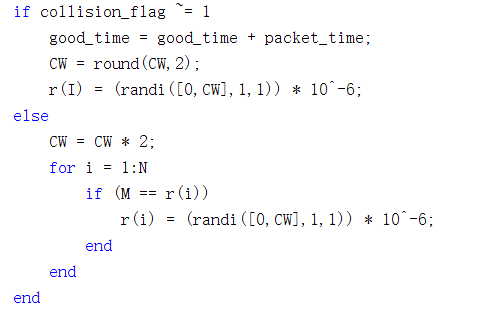 if collision_flag ~= 1
good_time = good_time + packet_time;
CW = round(CW, 2);
r(I) = (randi([0, CW], 1, 1)) * 10^-6;
else
CW = CW * 2;
for i = 1:N
if (M == r(i))
r(i) = (randi([0, CW], 1, 1)) * 10^-6;
end
end
end